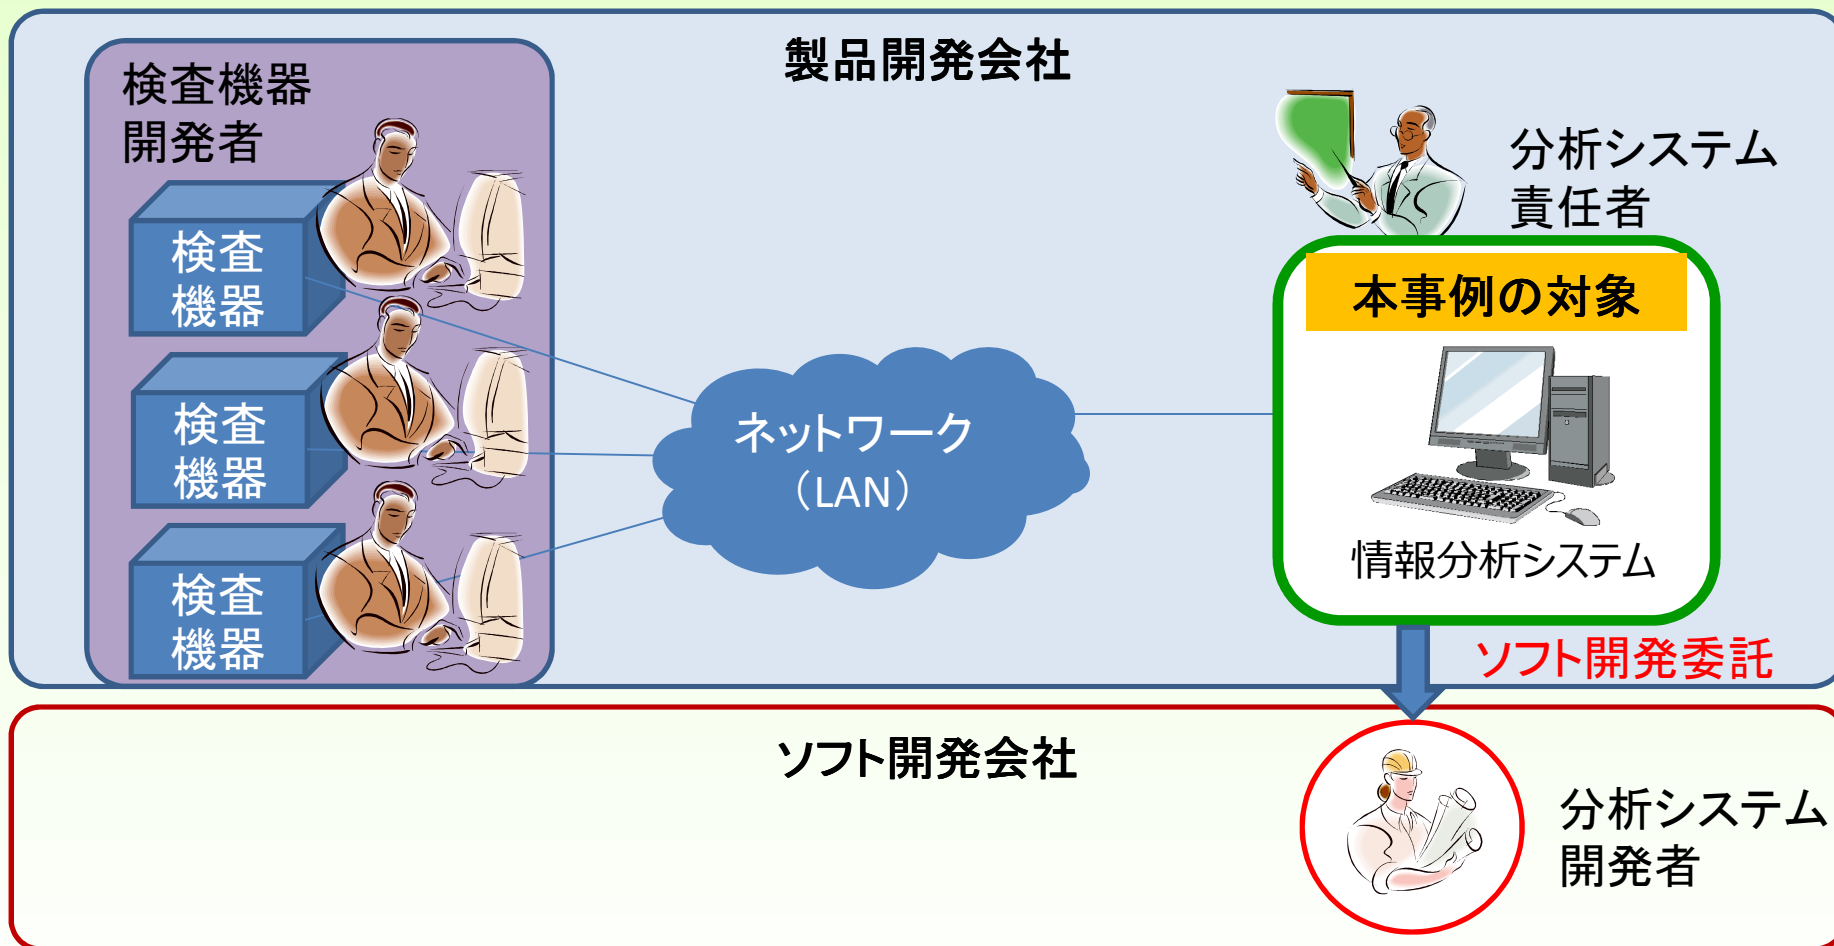 製品開発会社
検査機器
開発者
検査
機器
検査
機器
検査
機器
ネットワーク
（LAN）
分析システム
責任者
本事例の対象
情報分析システム
ソフト開発委託
ソフト開発会社
分析システム
開発者